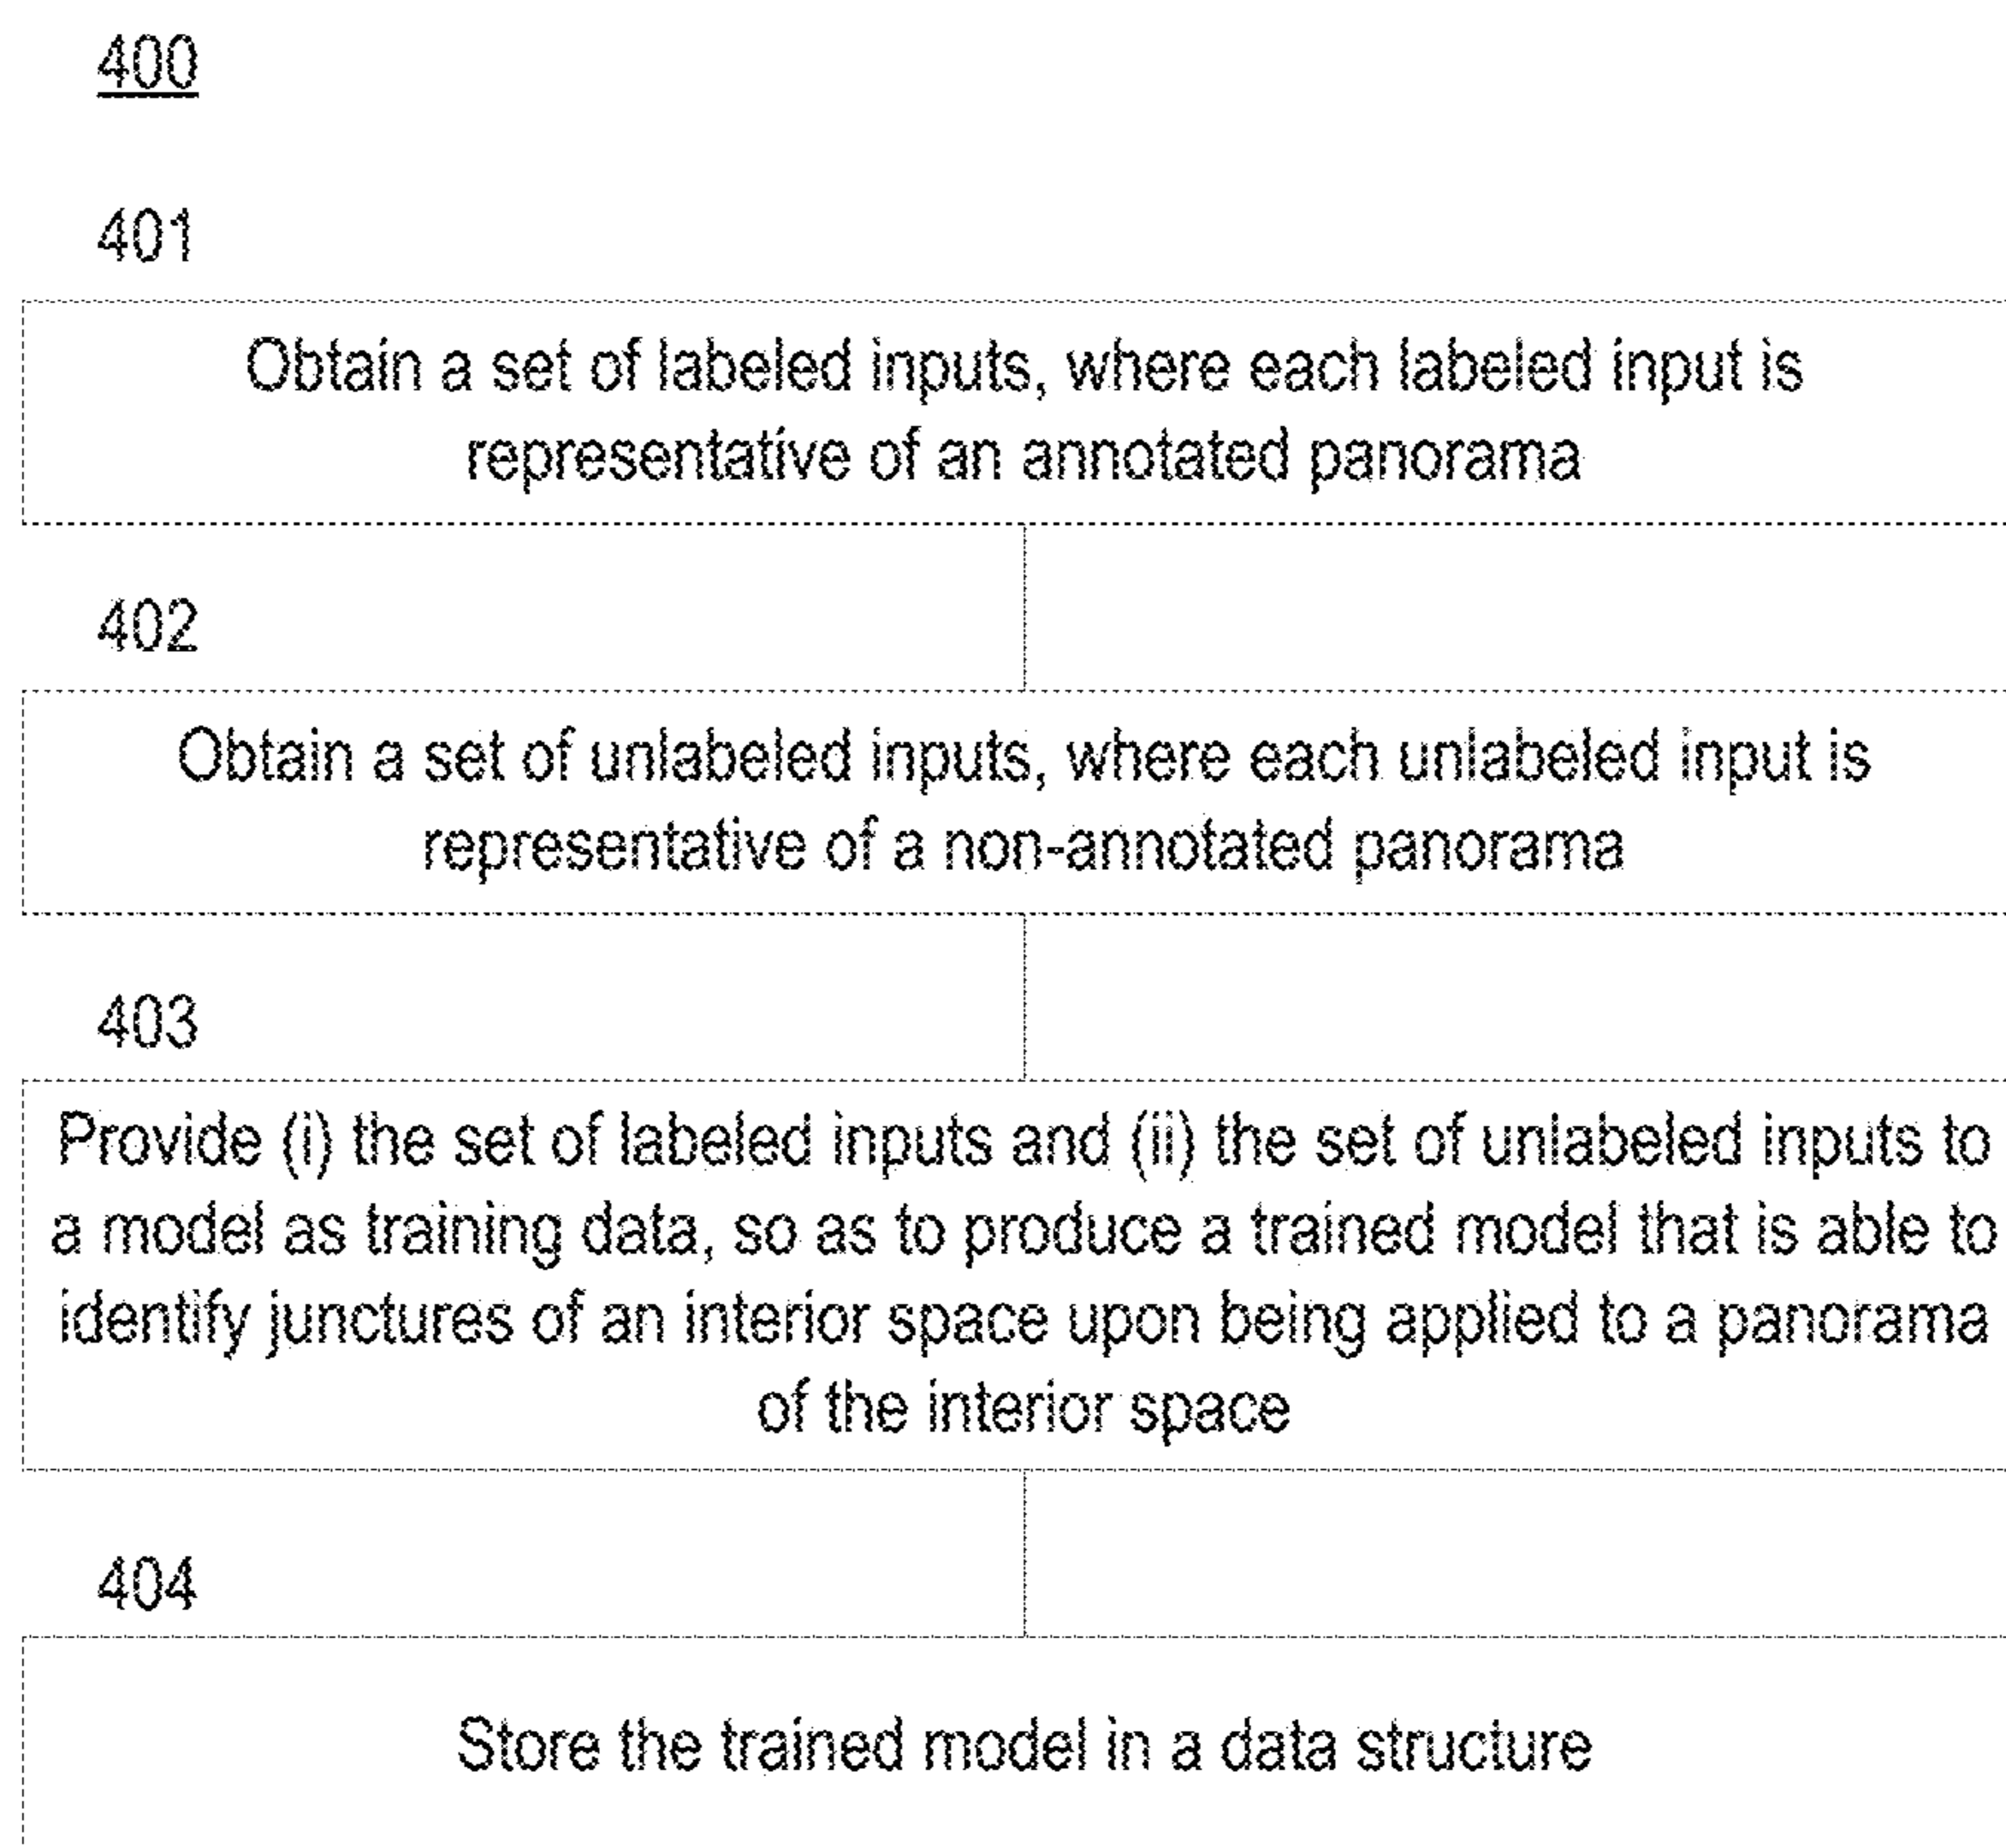 400
401
Obtain a set of labeled inputs, where each labeled input is
representative of an annotated panorama
402
Obtain a set of unlabeled inputs, where each unlabeled input is
representative of a non-annotated panorama
403
Provide (i) the set of labeled inputs and (ii) the set of unlabeled inputs to
a model as training data, so as to produce a trained model that is able to
identify junctures of an interior space upon being applied to a panorama
of the interior space
404
Store the trained model in a data structure